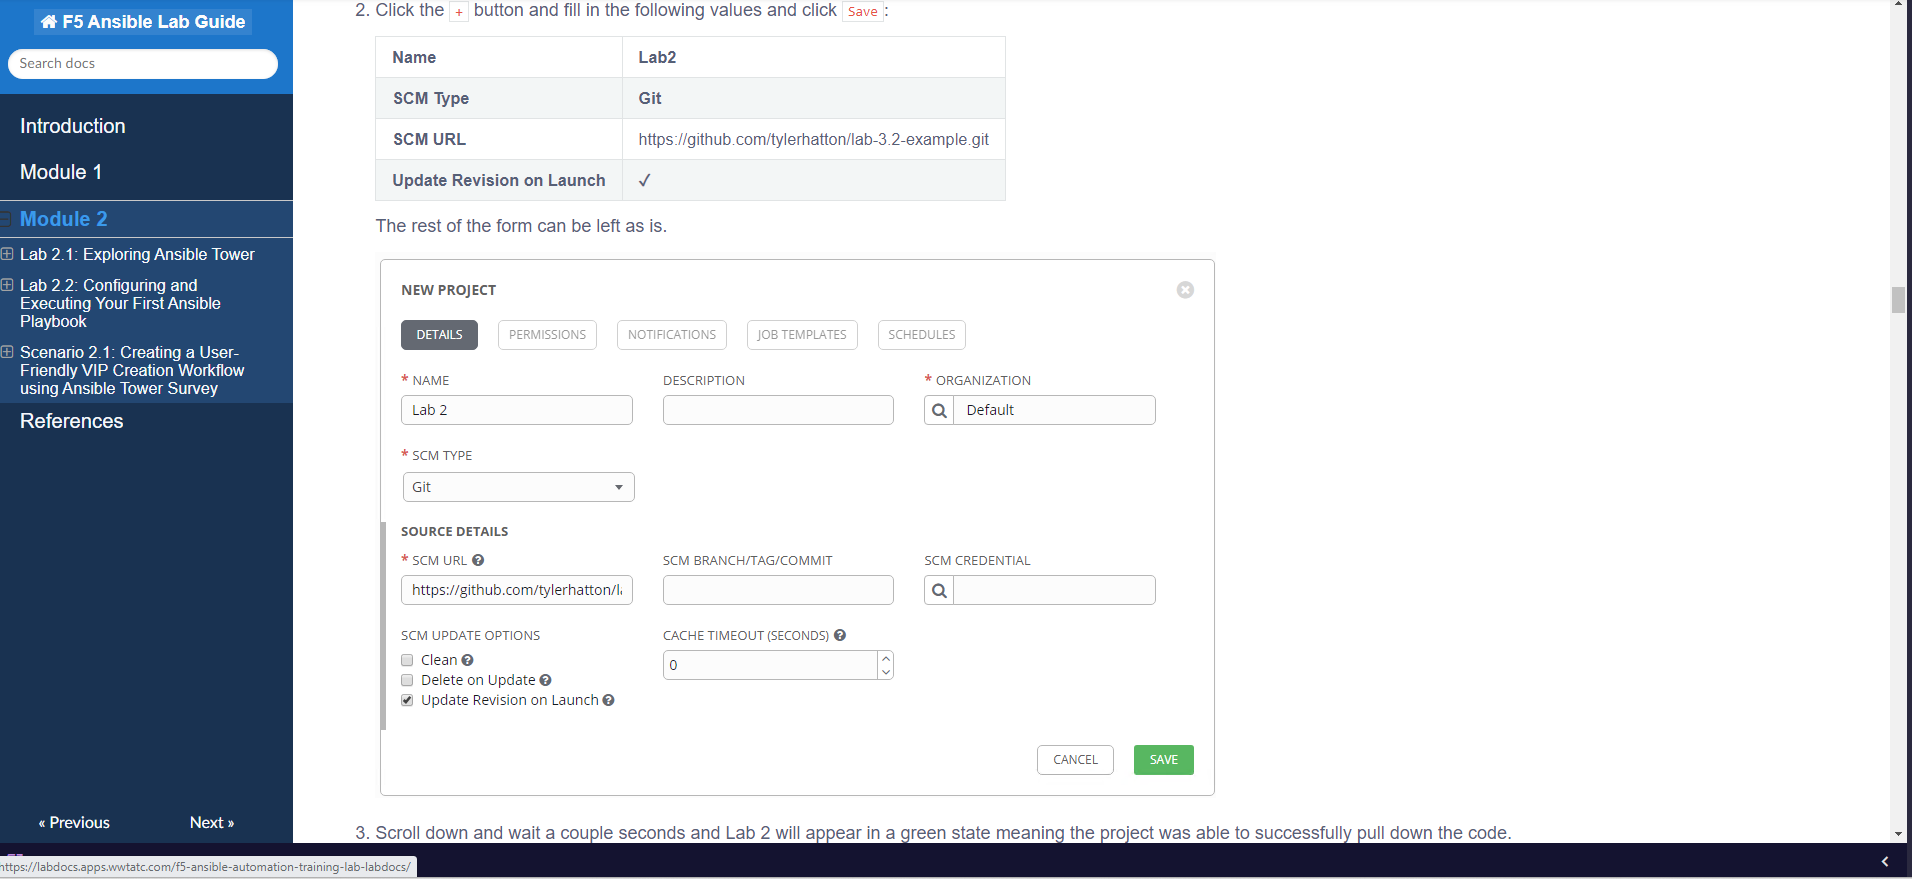 F5 Ansible Lab Guide
Search docs
Introduction
Module 1
Module 2
Lab 2.1: Exploring Ansible Tower
Lab 2.2: Configuring and
Executing Your First Ansible
Playbook
Scenario 2.1: Creating a User-
Friendly VIP Creation Workflow
using Ansible Tower Survey
References
« Previous
Next »
2. Click the + button and fill in the following values and click Save:
Name Lab2
SCM Type Git
SCM URL https://github.com/tylerhatton/lab-3.2-example.git
Update Revision on Launch ✓
The rest of the form can be left as is.
NEW PROJECT
DETAILS PERMISSIONS NOTIFICATIONS JOB TEMPLATES SCHEDULES
* NAME DESCRIPTION * ORGANIZATION
Lab 2 Default
* SCM TYPE
Git
SOURCE DETAILS
* SCM URL SCM BRANCH/TAG/COMMIT SCM CREDENTIAL
https://github.com/tylerhatton/l
SCM UPDATE OPTIONS CACHE TIMEOUT (SECONDS)
Clean 0
Delete on Update
Update Revision on Launch
CANCEL SAVE
3. Scroll down and wait a couple seconds and Lab 2 will appear in a green state meaning the project was able to successfully pull down the code.
https://labdocs.apps.wwtatc.com/f5-ansible-automation-training-lab-labdocs/